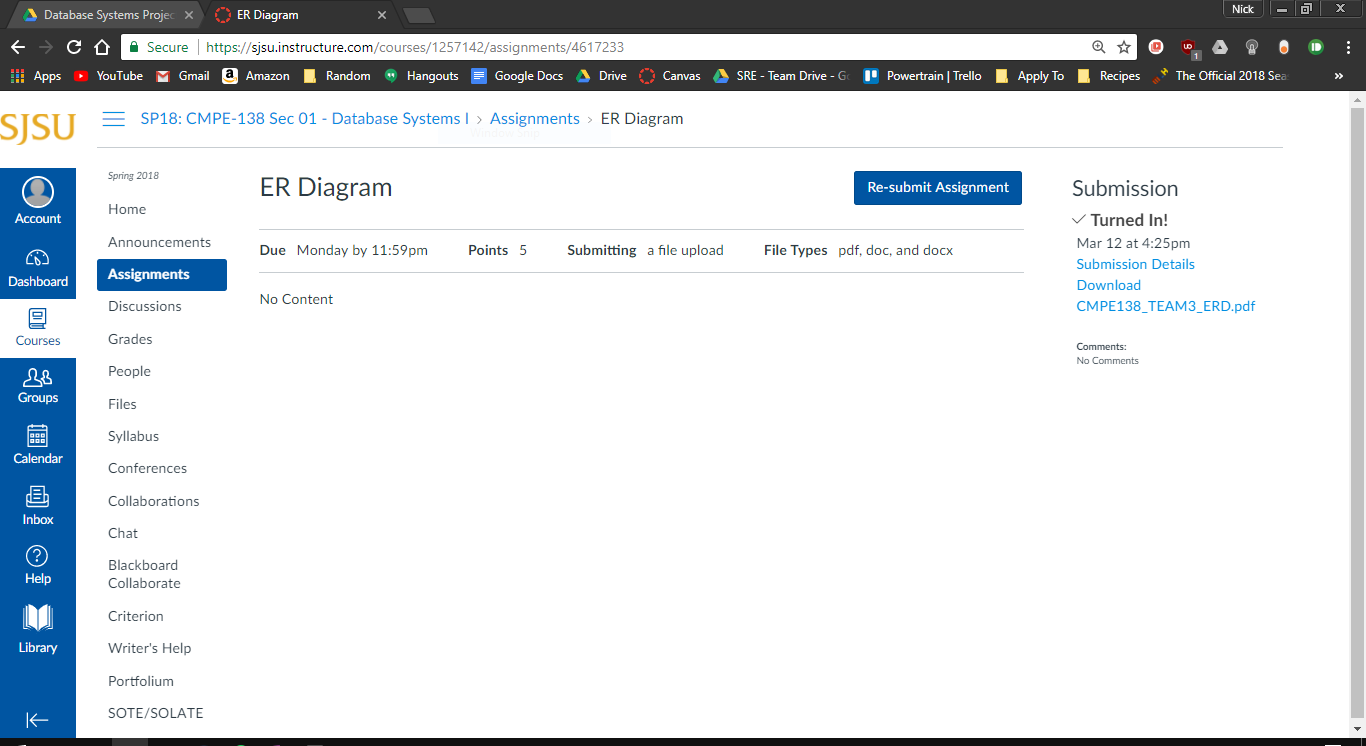 Database Systems Projec
ER Diagram
Nick
Secure
https://sjsu.instructure.com/courses/1257142/assignments/4617233
UD
1
Apps
YouTube
Gmail
Amazon
Random
Hangouts
Google Docs
Drive
Canvas
SRE - Team Drive - Go
Powertrain | Trello
Apply To
Recipes
The Official 2018 Sea
»
SJSU
SP18: CMPE-138 Sec 01 - Database Systems I › Assignments › ER Diagram
Account
Dashboard
Courses
Groups
Calendar
Inbox
Help
Library
Spring 2018
Home
Announcements
Assignments
Discussions
Grades
People
Files
Syllabus
Conferences
Collaborations
Chat
Blackboard
Collaborate
Criterion
Writer's Help
Portfolium
SOTE/SOLATE
ER Diagram
Re-submit Assignment
Due Monday by 11:59pm Points 5 Submitting a file upload File Types pdf, doc, and docx
No Content
Submission
Turned In!
Mar 12 at 4:25pm
Submission Details
Download
CMPE138_TEAM3_ERD.pdf
Comments:
No Comments